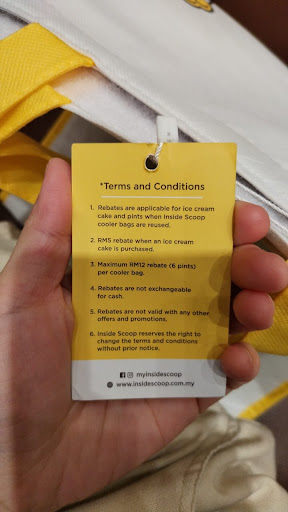 *Terms and Conditions
1. Rebates are applicable for ice cream
cake and pints when Inside Scoop
cooler bags are reused.
2. RM5 rebate when an ice cream
cake is purchased.
3. Maximum RM12 rebate (6 pints)
per cooler bag.
4. Rebates are not exchangeable
for cash.
5. Rebates are not valid with any other
offers and promotions.
6. Inside Scoop reserves the right to
change the terms and conditions
without prior notice.
myinsidescoop
www.insidescoop.com.my